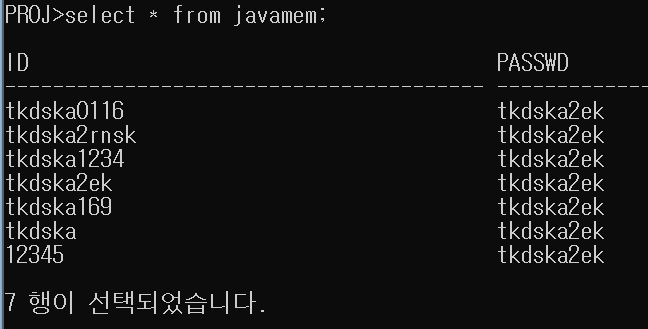 PROJ>select * from javamem;
ID PASSWD
---------------------------------------- -------------
tkdska0116 tkdska2ek
tkdska2rnsk tkdska2ek
tkdska1234 tkdska2ek
tkdska2ek tkdska2ek
tkdska169 tkdska2ek
tkdska tkdska2ek
12345 tkdska2ek
7 행이 선택되었습니다.